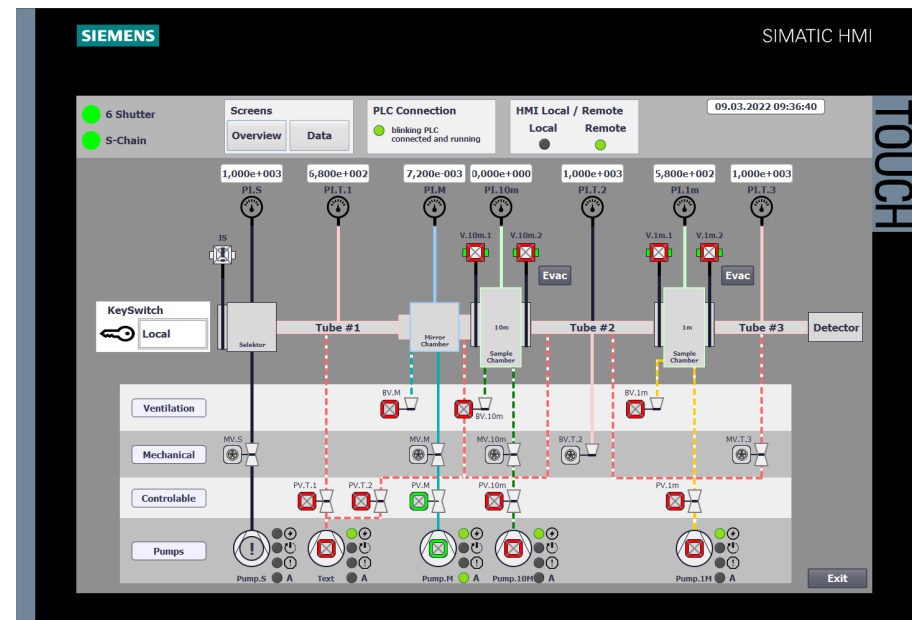 SIEMENS
SIMATIC HMI
TOUCH
6 Shutter
S-Chain
Screens
Overview
Data
PLC Connection
blinking PLC
connected and running
HMI Local / Remote
Local
Remote
09.03.2022 09:36:40
1,000e+003
6,800e+002
7,200e-003
0,000e+000
1,000e+003
5,800e+002
1,000e+003
PI.S
PI.T.1
PI.M
PI.10m
PI.T.2
PI.1m
PI.T.3
IS
V.10m.1
V.10m.2
V.1m.1
V.1m.2
Evac
Evac
KeySwitch
Local
Selektor
Tube #1
Mirror
Chamber
10m
Sample
Chamber
Tube #2
1m
Sample
Chamber
Tube #3
Detector
Ventilation
BV.M
BV.10m
BV.1m
Mechanical
MV.S
MV.M
MV.10m
BV.T.2
MV.T.3
Controlable
PV.T.1
PV.T.2
PV.M
PV.10m
PV.1m
Pumps
Pump.S
A
Text
A
Pump.M
A
Pump.10M
A
Pump.1M
A
Exit